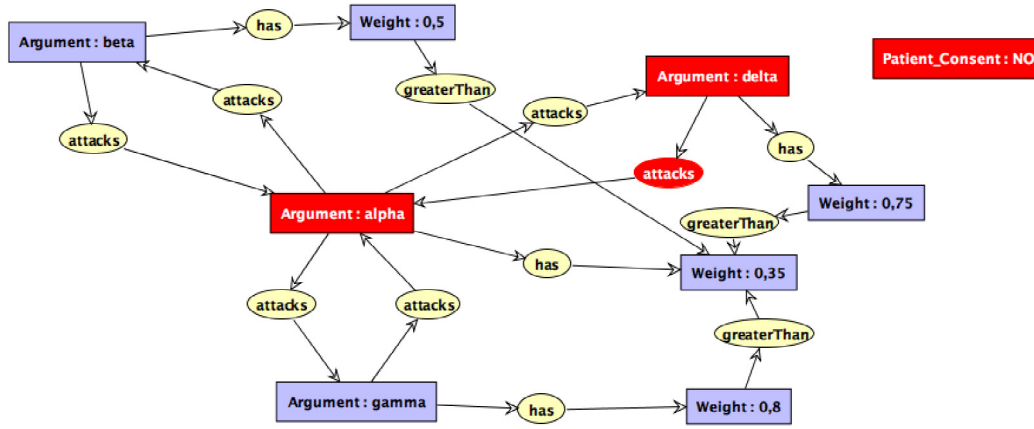 has
Weight : 0,5
Argument : beta
Patient_Consent : NO
Argument : delta
greaterThan
attacks
attacks
attacks
has
attacks
Weight : 0,75
Argument : alpha
greaterThan
has
Weight : 0,35
attacks
attacks
greaterThan
Argument : gamma
has
Weight : 0,8